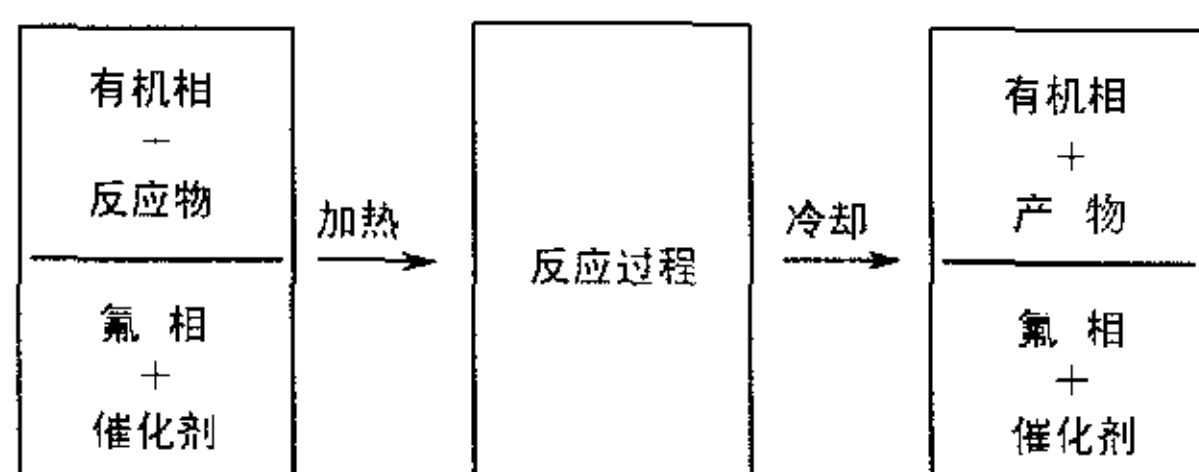 有机相
+
反应物
氟 相
+
催化剂
加热
反应过程
冷却
有机相
+
产 物
氟 相
+
催化剂